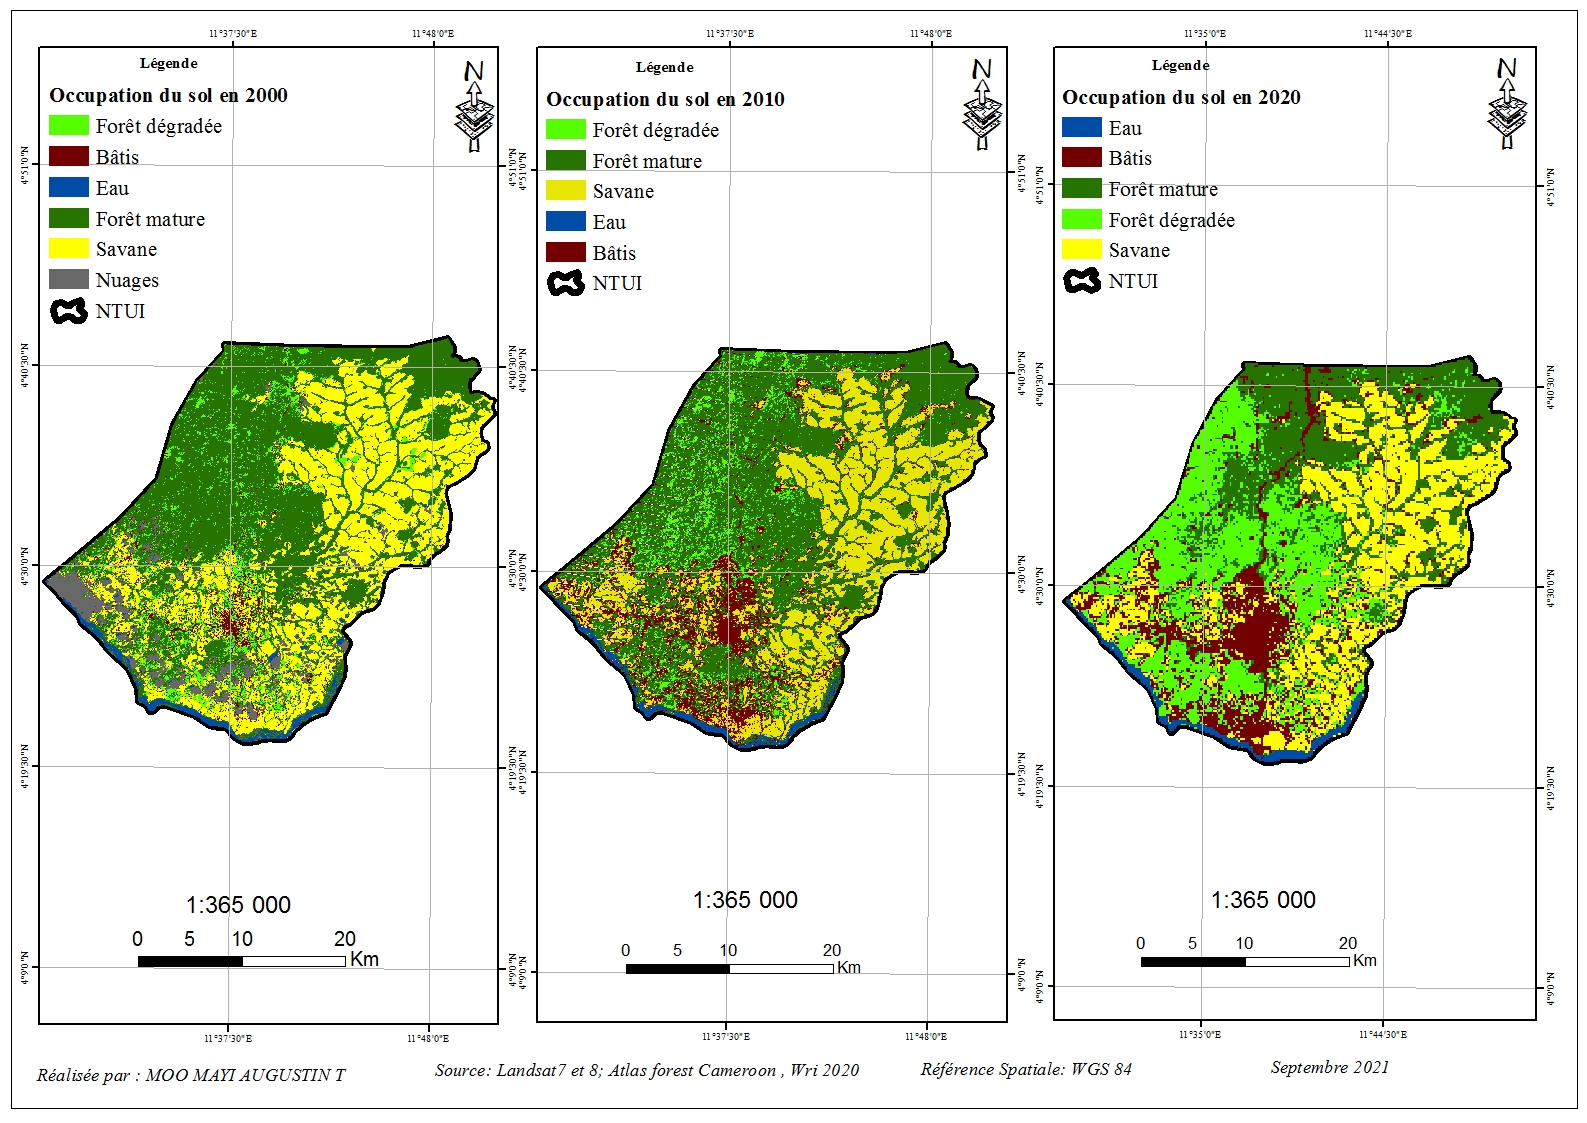 11°37'30"E 11°48'0"E
Légende
N
Occupation du sol en 2000
Forêt dégradée
Bâtis
Eau
Forêt mature
Savane
Nuages
NTUI
4°51'0"N
4°40'30"N
4°30'0"N
4°19'30"N
4°9'0"N
1:365 000
0 5 10 20
Km
11°37'30"E 11°48'0"E
11°37'30"E 11°48'0"E
Légende
N
Occupation du sol en 2010
Forêt dégradée
Forêt mature
Savane
Eau
Bâtis
NTUI
4°51'0"N
4°40'30"N
4°30'0"N
4°19'30"N
4°9'0"N
1:365 000
0 5 10 20
Km
11°37'30"E 11°48'0"E
11°35'0"E 11°44'30"E
Légende
N
Occupation du sol en 2020
Eau
Bâtis
Forêt mature
Forêt dégradée
Savane
NTUI
4°51'0"N
4°40'30"N
4°30'0"N
4°19'30"N
4°9'0"N
1:365 000
0 5 10 20
Km
11°35'0"E 11°44'30"E
Réalisée par : MOO MAYI AUGUSTIN T
Source: Landsat7 et 8; Atlas forest Cameroon , Wri 2020
Référence Spatiale: WGS 84
Septembre 2021